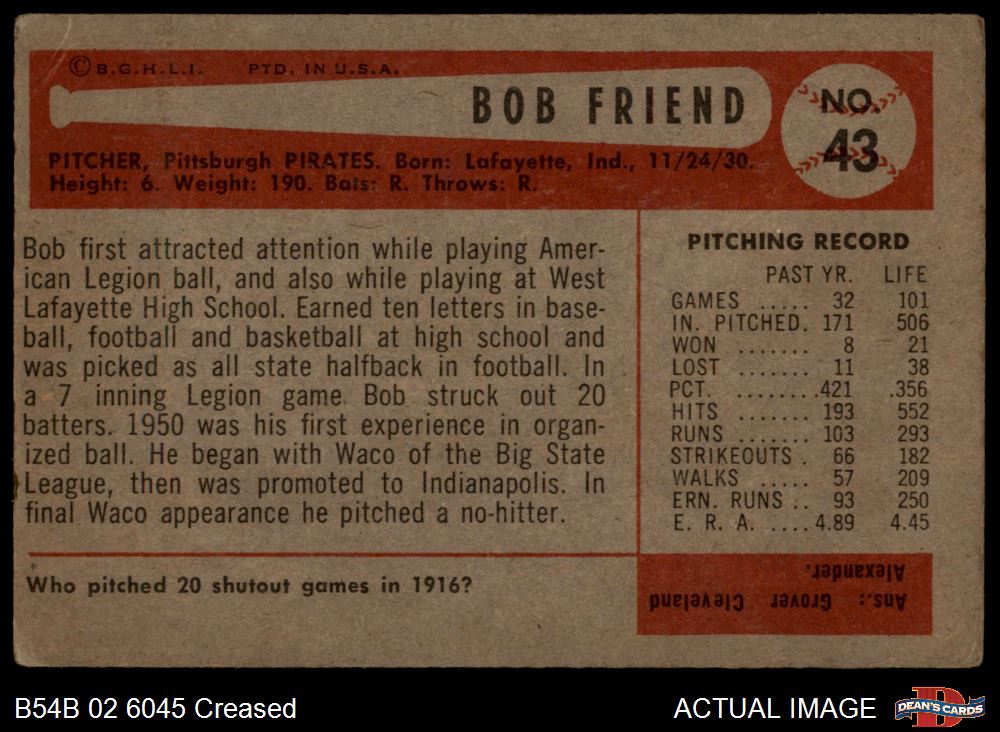 © B.G.H.L.I. PTD. IN U.S.A.
BOB FRIEND
NO.
43
PITCHER, Pittsburgh PIRATES. Born: Lafayette, Ind., 11/24/30.
Height: 6. Weight: 190. Bats: R. Throws: R.
Bob first attracted attention while playing Amer-
ican Legion ball, and also while playing at West
Lafayette High School. Earned ten letters in base-
ball, football and basketball at high school and
was picked as all state halfback in football. In
a 7 inning Legion game Bob struck out 20
batters. 1950 was his first experience in organ-
ized ball. He began with Waco of the Big State
League, then was promoted to Indianapolis. In
final Waco appearance he pitched a no-hitter.
PITCHING RECORD
PAST YR. LIFE
GAMES ..... 32 101
IN. PITCHED. 171 506
WON ....... 8 21
LOST ....... 11 38
PCT. ........ .421 .356
HITS ....... 193 552
RUNS ....... 103 293
STRIKEOUTS . 66 182
WALKS ..... 57 209
ERN. RUNS .. 93 250
E. R. A. .... 4.89 4.45
Who pitched 20 shutout games in 1916?
Ans.: Grover Cleveland
Alexander.
B54B 02 6045 Creased
ACTUAL IMAGE
D
DEAN'S CARDS